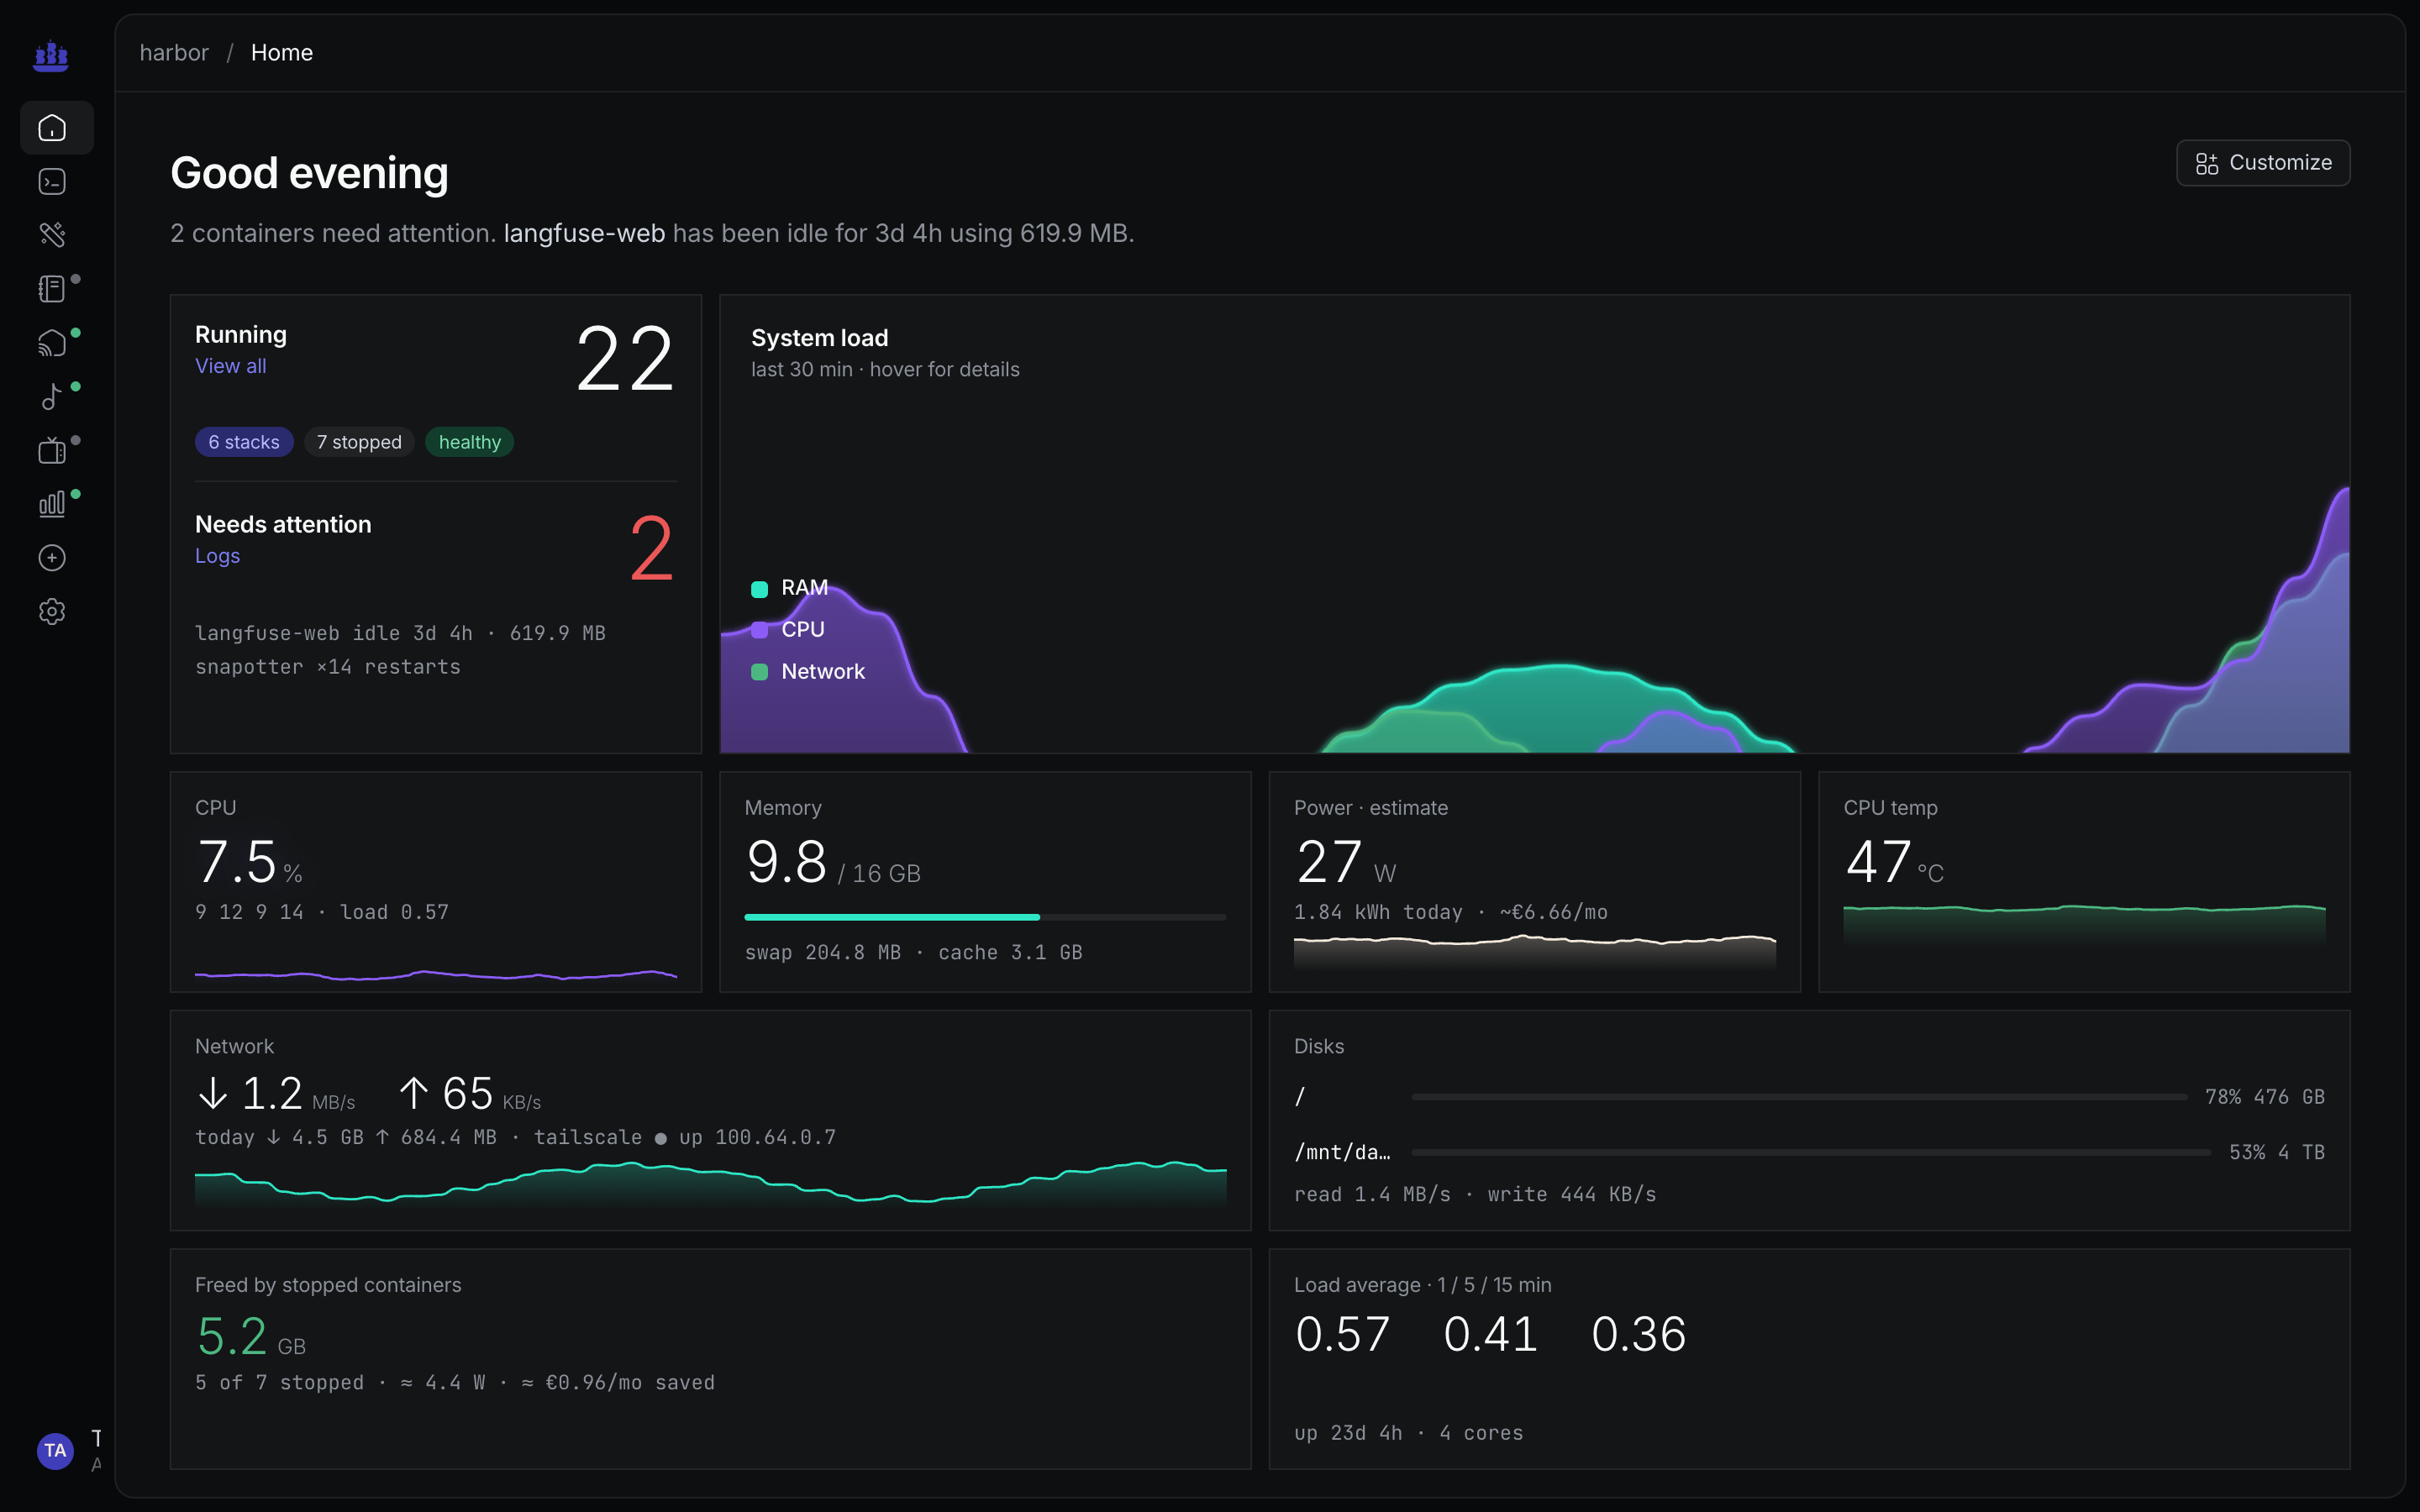 harbor / Home
Good evening
Customize
2 containers need attention. langfuse-web has been idle for 3d 4h using 619.9 MB.
Running
22
View all
6 stacks
7 stopped
healthy
Needs attention
2
Logs
langfuse-web idle 3d 4h · 619.9 MB
snapotter ×14 restarts
System load
last 30 min · hover for details
RAM
CPU
Network
CPU
7.5 %
9 12 9 14 · load 0.57
Memory
9.8 / 16 GB
swap 204.8 MB · cache 3.1 GB
Power · estimate
27 W
1.84 kWh today · ~€6.66/mo
CPU temp
47 °C
Network
↓ 1.2 MB/s ↑ 65 KB/s
today ↓ 4.5 GB ↑ 684.4 MB · tailscale ● up 100.64.0.7
Disks
/ 78% 476 GB
/mnt/da… 53% 4 TB
read 1.4 MB/s · write 444 KB/s
Freed by stopped containers
5.2 GB
5 of 7 stopped · ≈ 4.4 W · ≈ €0.96/mo saved
Load average · 1 / 5 / 15 min
0.57 0.41 0.36
up 23d 4h · 4 cores
TA